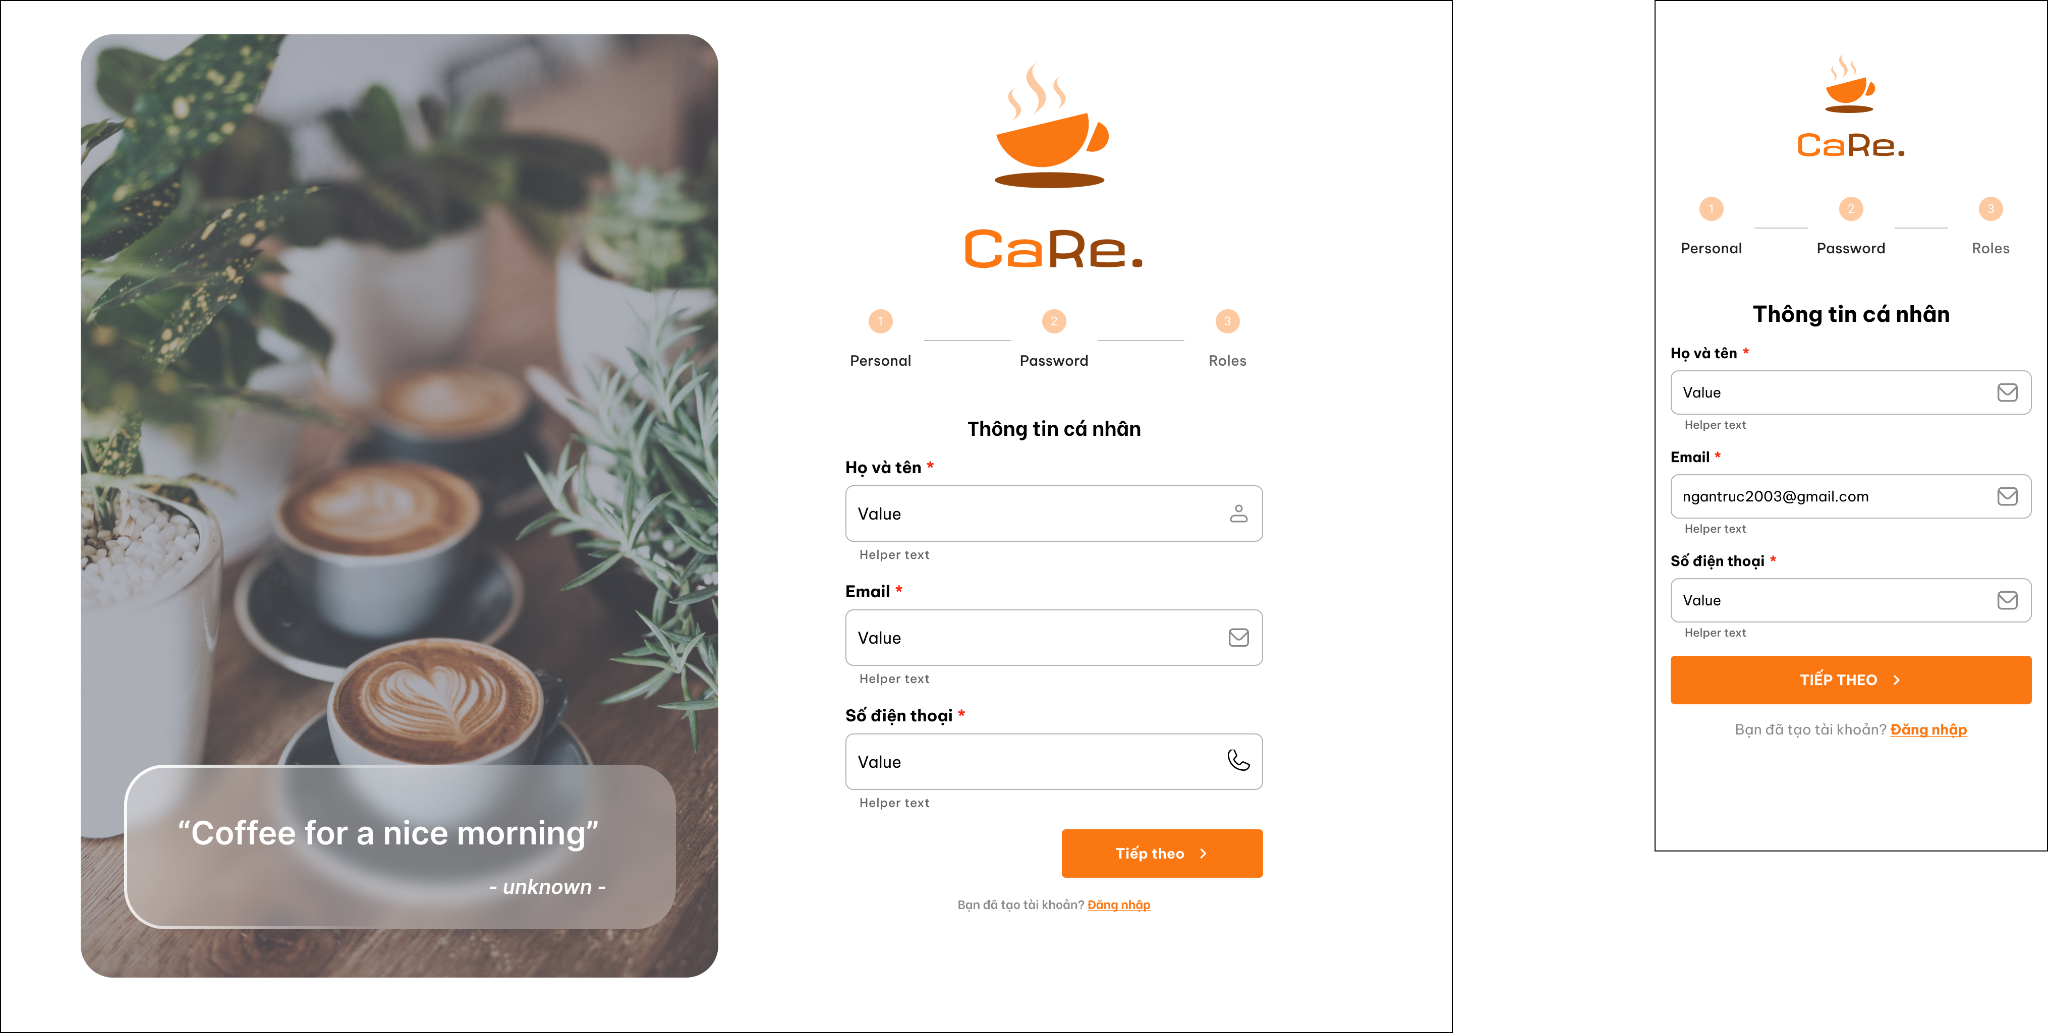 “Coffee for a nice morning”
- unknown -
CaRe.
1
2
3
Personal
Password
Roles
Thông tin cá nhân
Họ và tên *
Value
Helper text
Email *
Value
Helper text
Số điện thoại *
Value
Helper text
Tiếp theo
Bạn đã tạo tài khoản? Đăng nhập
CaRe.
1
2
3
Personal
Password
Roles
Thông tin cá nhân
Họ và tên *
Value
Helper text
Email *
ngantruc2003@gmail.com
Helper text
Số điện thoại *
Value
Helper text
TIẾP THEO
Bạn đã tạo tài khoản? Đăng nhập